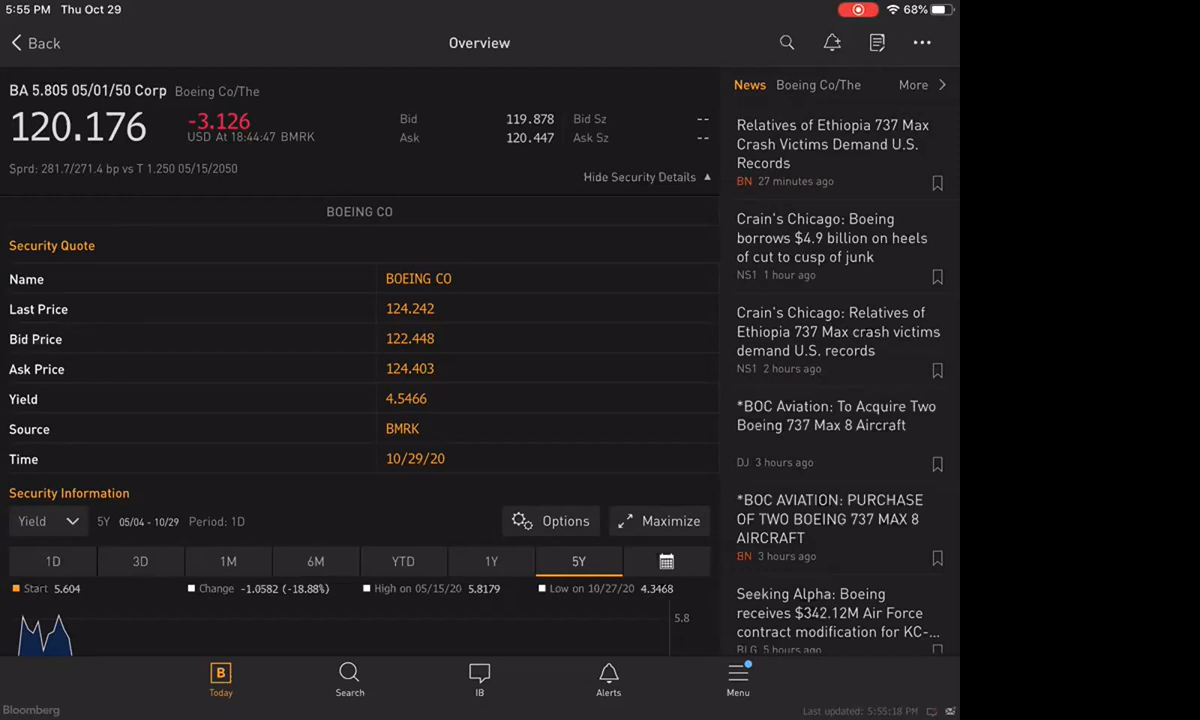 5:55 PM Thu Oct 29
68%
Back
Overview
BA 5.805 05/01/50 Corp Boeing Co/The
120.176
-3.126
USD At 18:44:47 BMRK
Bid 119.878 Bid Sz --
Ask 120.447 Ask Sz --
Sprd: 281.7/271.4 bp vs T 1.250 05/15/2050
Hide Security Details
BOEING CO
Security Quote
Name BOEING CO
Last Price 124.242
Bid Price 122.448
Ask Price 124.403
Yield 4.5466
Source BMRK
Time 10/29/20
Security Information
Yield 5Y 05/04 - 10/29 Period: 1D
Options
Maximize
1D 3D 1M 6M YTD 1Y 5Y
Start 5.604 Change -1.0582 (-18.88%) High on 05/15/20 5.8179 Low on 10/27/20 4.3468
5.8
News Boeing Co/The More
Relatives of Ethiopia 737 Max
Crash Victims Demand U.S.
Records
BN 27 minutes ago
Crain's Chicago: Boeing
borrows $4.9 billion on heels
of cut to cusp of junk
NS1 1 hour ago
Crain's Chicago: Relatives of
Ethiopia 737 Max crash victims
demand U.S. records
NS1 2 hours ago
*BOC Aviation: To Acquire Two
Boeing 737 Max 8 Aircraft
DJ 3 hours ago
*BOC AVIATION: PURCHASE
OF TWO BOEING 737 MAX 8
AIRCRAFT
BN 3 hours ago
Seeking Alpha: Boeing
receives $342.12M Air Force
contract modification for KC-...
BLG 5 hours ago
B
Today Search IB Alerts Menu
Bloomberg
Last updated: 5:55:18 PM